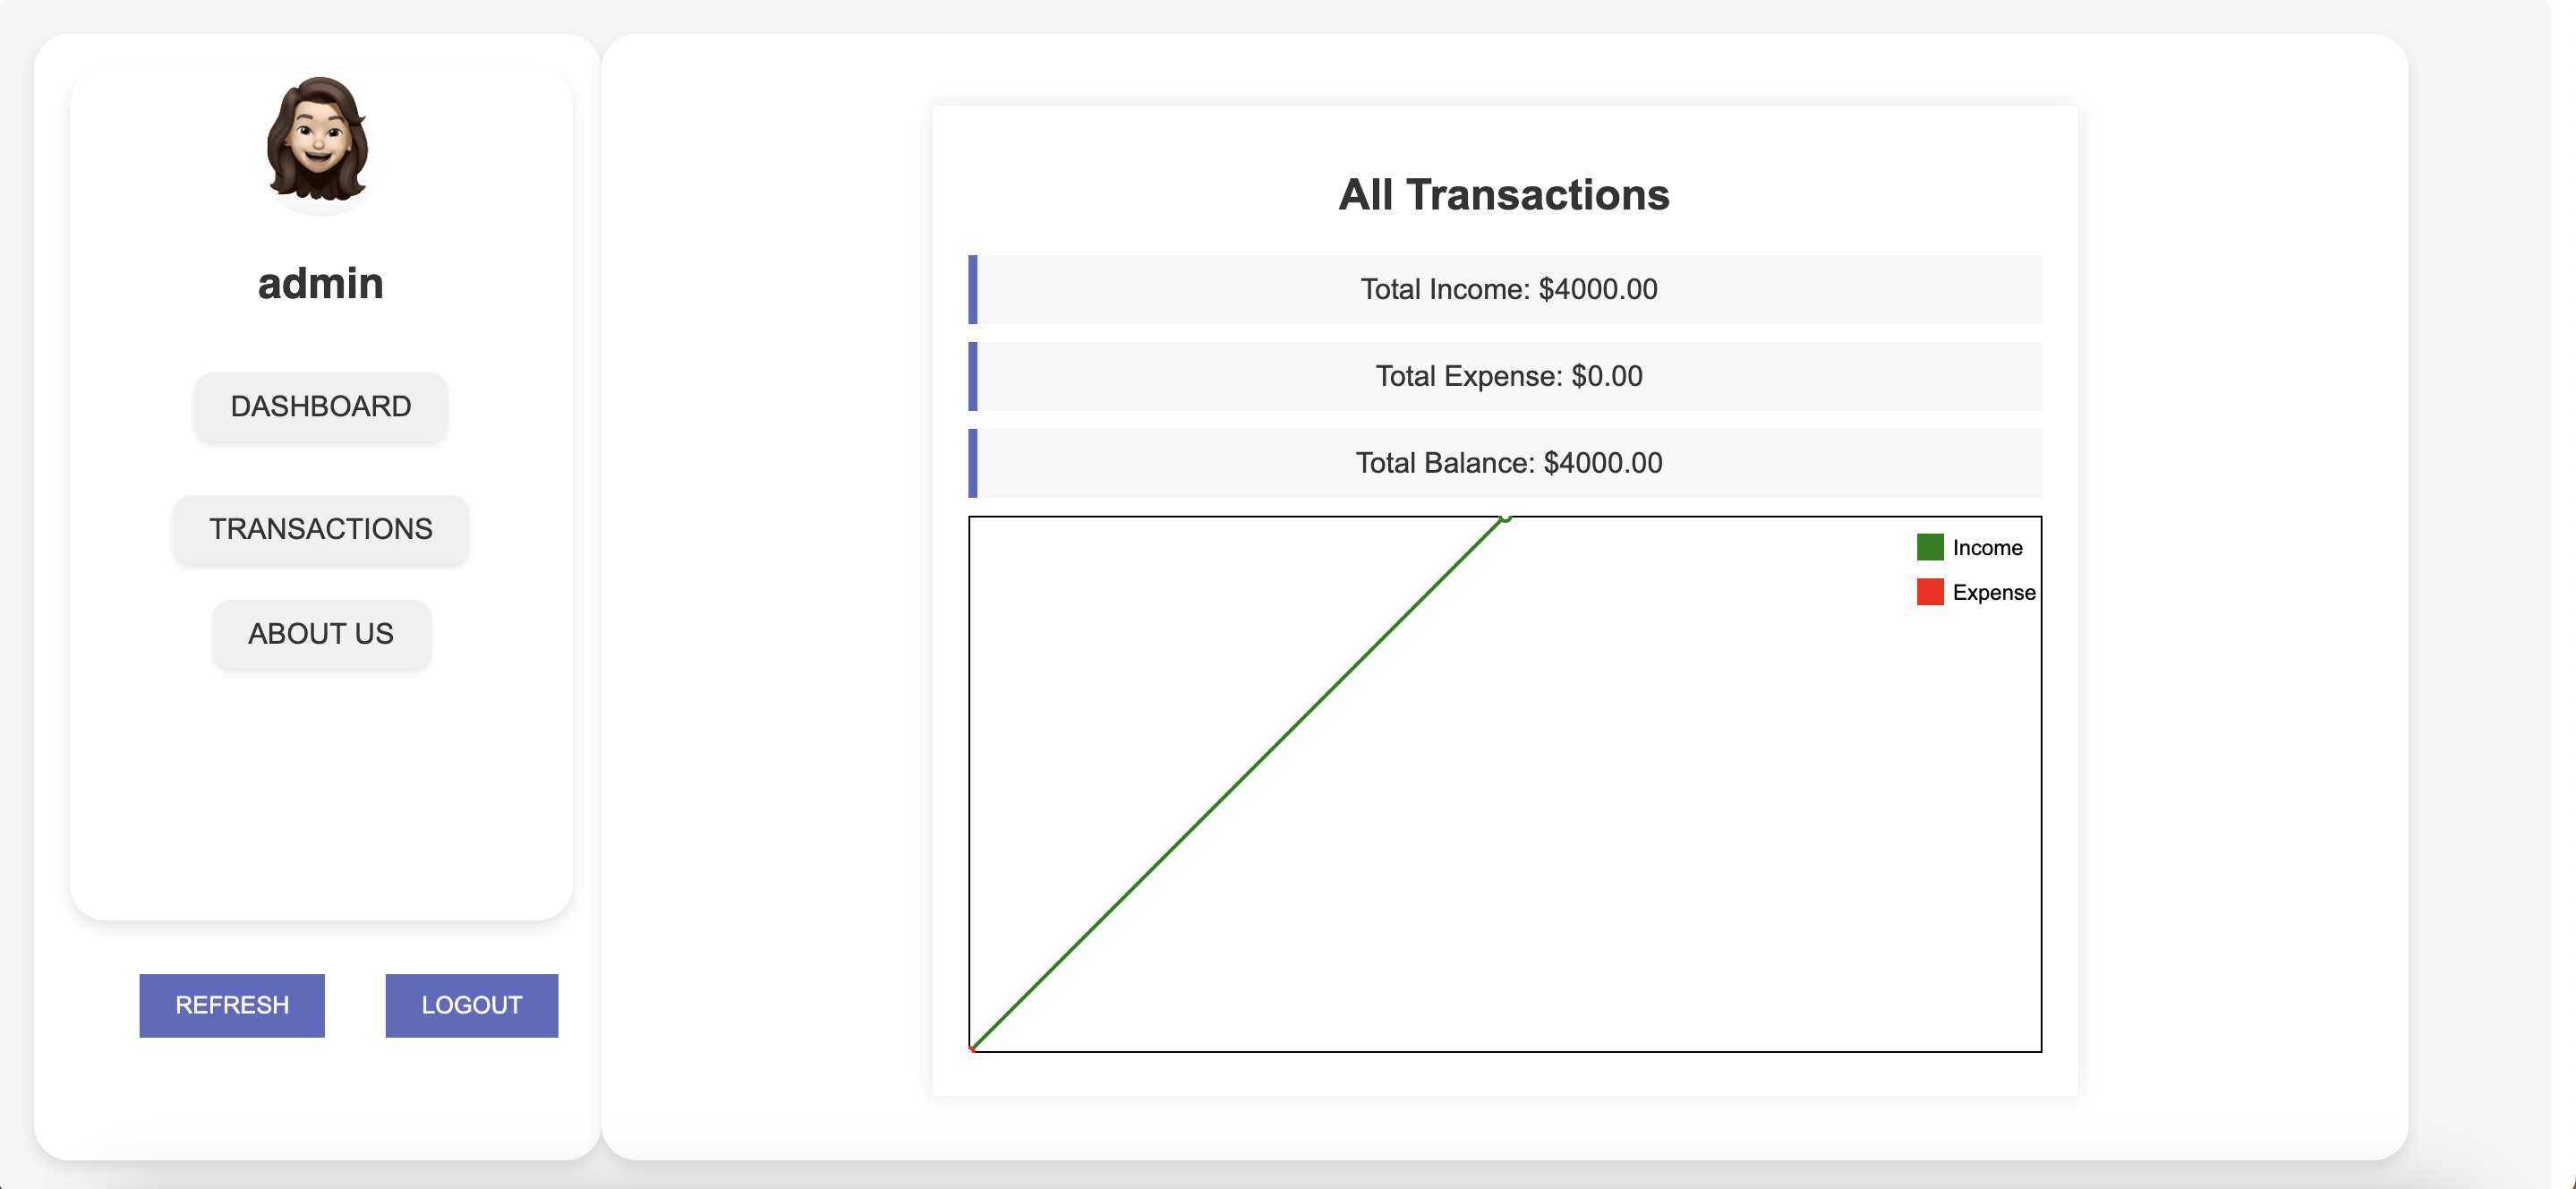 admin
DASHBOARD
TRANSACTIONS
ABOUT US
REFRESH
LOGOUT
All Transactions
Total Income: $4000.00
Total Expense: $0.00
Total Balance: $4000.00
Income
Expense